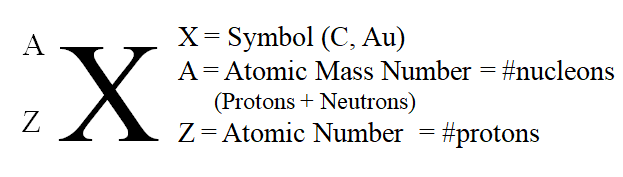 A
Z
X
X = Symbol (C, Au)
A = Atomic Mass Number = #nucleons
(Protons + Neutrons)
Z = Atomic Number = #protons